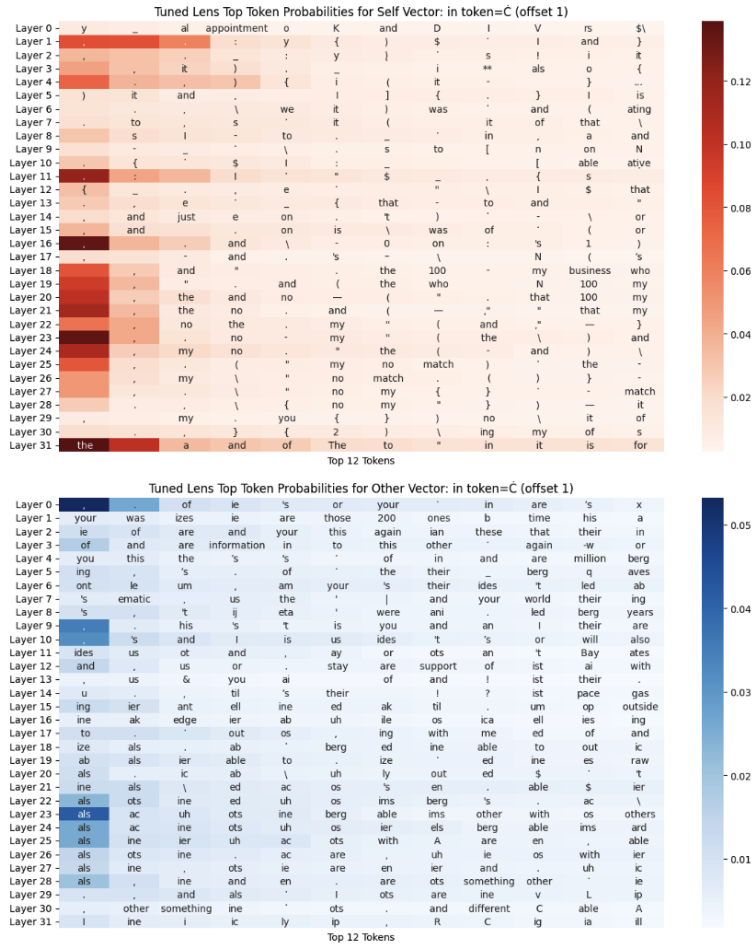 Tuned Lens Top Token Probabilities for Self Vector: in token=Ċ (offset 1)
Layer 0 y _ al appointment o K and D I V rs $\
Layer 1 , . . : y { ) $ ` I and }
Layer 2 , . _ : y } ` s ! i it
Layer 3 . , it ) . _ i ** als o {
Layer 4 . . , ) { i ( it - } ...
Layer 5 ) it and . I ] { . } I is
Layer 6 . , \ we it ) was ` and ( ating
Layer 7 . to , s ` it ( it of that \
Layer 8 s I - to . _ ` in , a and
Layer 9 - _ ` \ . s to [ n on N
Layer 10 . { ` $ I : _ [ able ative
Layer 11 . : I ` " $ _ . { s
Layer 12 { _ . , e ` " \ I $ that
Layer 13 . , e ` _ { that - to and "
Layer 14 , and just e on . 't ) ` - \ or
Layer 15 , and . on is \ was of ` ( or
Layer 16 , . and \ - 0 on : 's 1 )
Layer 17 , - and . 's - \ N ( 's
Layer 18 . , and " . the 100 - my business who
Layer 19 . , " . and ( the who N 100 my
Layer 20 . , the and no — ( " . that 100 my
Layer 21 . , the no . and ( — ," " that my
Layer 22 . , no the . my " ( and ," — }
Layer 23 . , . no - my " ( the \ ) and
Layer 24 . , my no . " the ( - and ) \
Layer 25 . , . ( " my no match ) ` the -
Layer 26 . , my \ " no match . ( ) } -
Layer 27 . , . \ " no my { } ` - match
Layer 28 . , \ { no my " } ) — it
Layer 29 , my . you { } ) no \ it of
Layer 30 . , } { 2 ) \ ing my of s
Layer 31 the a and of The to " in it is for
Top 12 Tokens
0.12
0.10
0.08
0.06
0.04
0.02
Tuned Lens Top Token Probabilities for Other Vector: in token=Ċ (offset 1)
Layer 0 , . of ie 's or your ` in are 's x
Layer 1 your was izes ie are those 200 ones b time his a
Layer 2 ie of are and your this again ian these that their in
Layer 3 of and are information in to this other ` again -w or
Layer 4 you this the 's 's ` of in and are million berg
Layer 5 ing , 's . of the their _ berg q aves
Layer 6 ont le um , am your 's their ides 't led ab
Layer 7 's ematic , us the ' | and your world their ing
Layer 8 's , 't ij eta ' were ani . led berg years
Layer 9 . , his 's 't is you and an I their are
Layer 10 . 's and I is us ides 't 's or will also
Layer 11 ides us ot and , ay or ots an 't Bay ates
Layer 12 and , us or . stay are support of ist ai with
Layer 13 , us & you ai of and ! ist their .
Layer 14 u . , til 's their ! ? ist pace gas
Layer 15 ing ier ant ell ine ed ak til . um op outside
Layer 16 ine ak edge ier ab uh ile os ica ell ies ing
Layer 17 to . ` out os , ing with me ed of and
Layer 18 ize als . ab ` berg ed ine able to out ic
Layer 19 ab als ier able to . ize ` ed ine es raw
Layer 20 als . ic ab \ uh ly out ed $ ` 't
Layer 21 ine als \ ed ac os 's en . able $ ier
Layer 22 als ots ine ed uh os ims berg 's . ac \
Layer 23 als ac uh ots ine berg able ims other with os others
Layer 24 als ac ine ots uh os ier els berg able ims ard
Layer 25 als ine ier uh ac ots with A are en , able
Layer 26 als ots ine . ac are , uh ie os with ier
Layer 27 als ine , ots ie are en ier and . uh ic
Layer 28 als , ine and en . are ots something other ` ie
Layer 29 . , and als ` I ots are ine v L ip
Layer 30 , other something ine ` ots . and different C able A
Layer 31 I ine i ic ly ip , R C ig ia ill
Top 12 Tokens
0.05
0.04
0.03
0.02
0.01